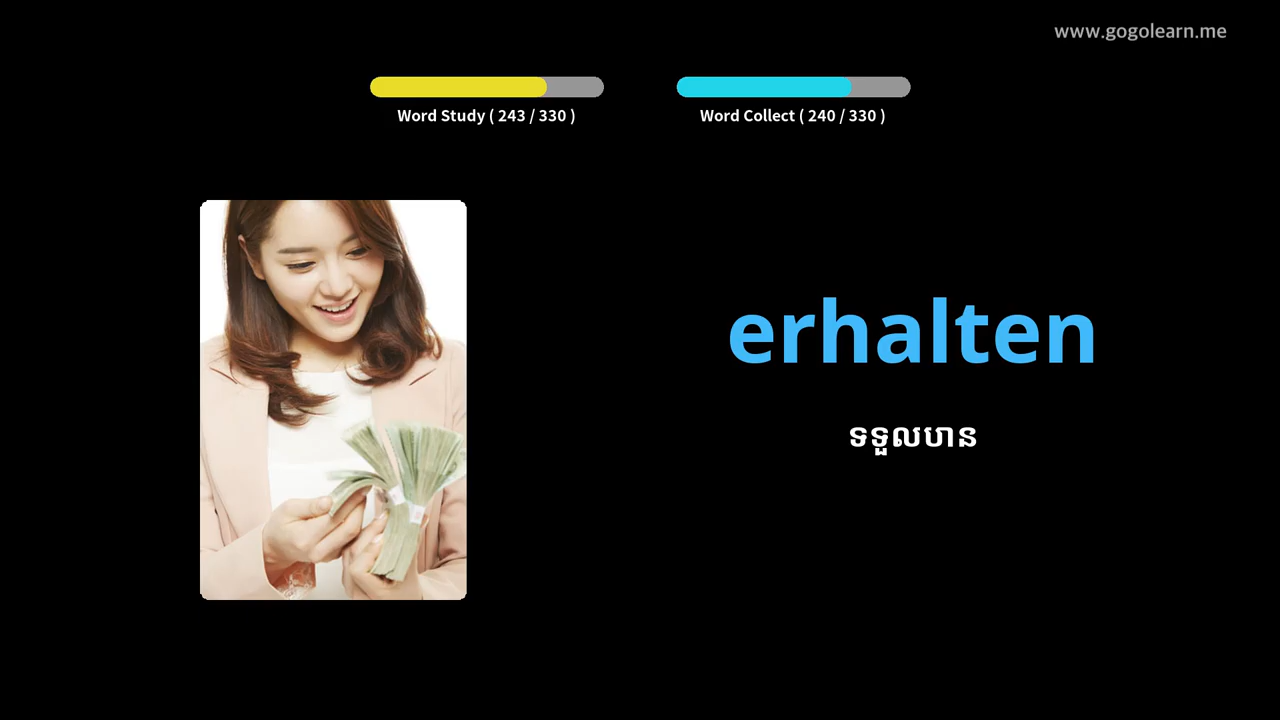 www.gogolearn.me
Word Study ( 243 / 330 )
Word Collect ( 240 / 330 )
erhalten
ទទួលបាន